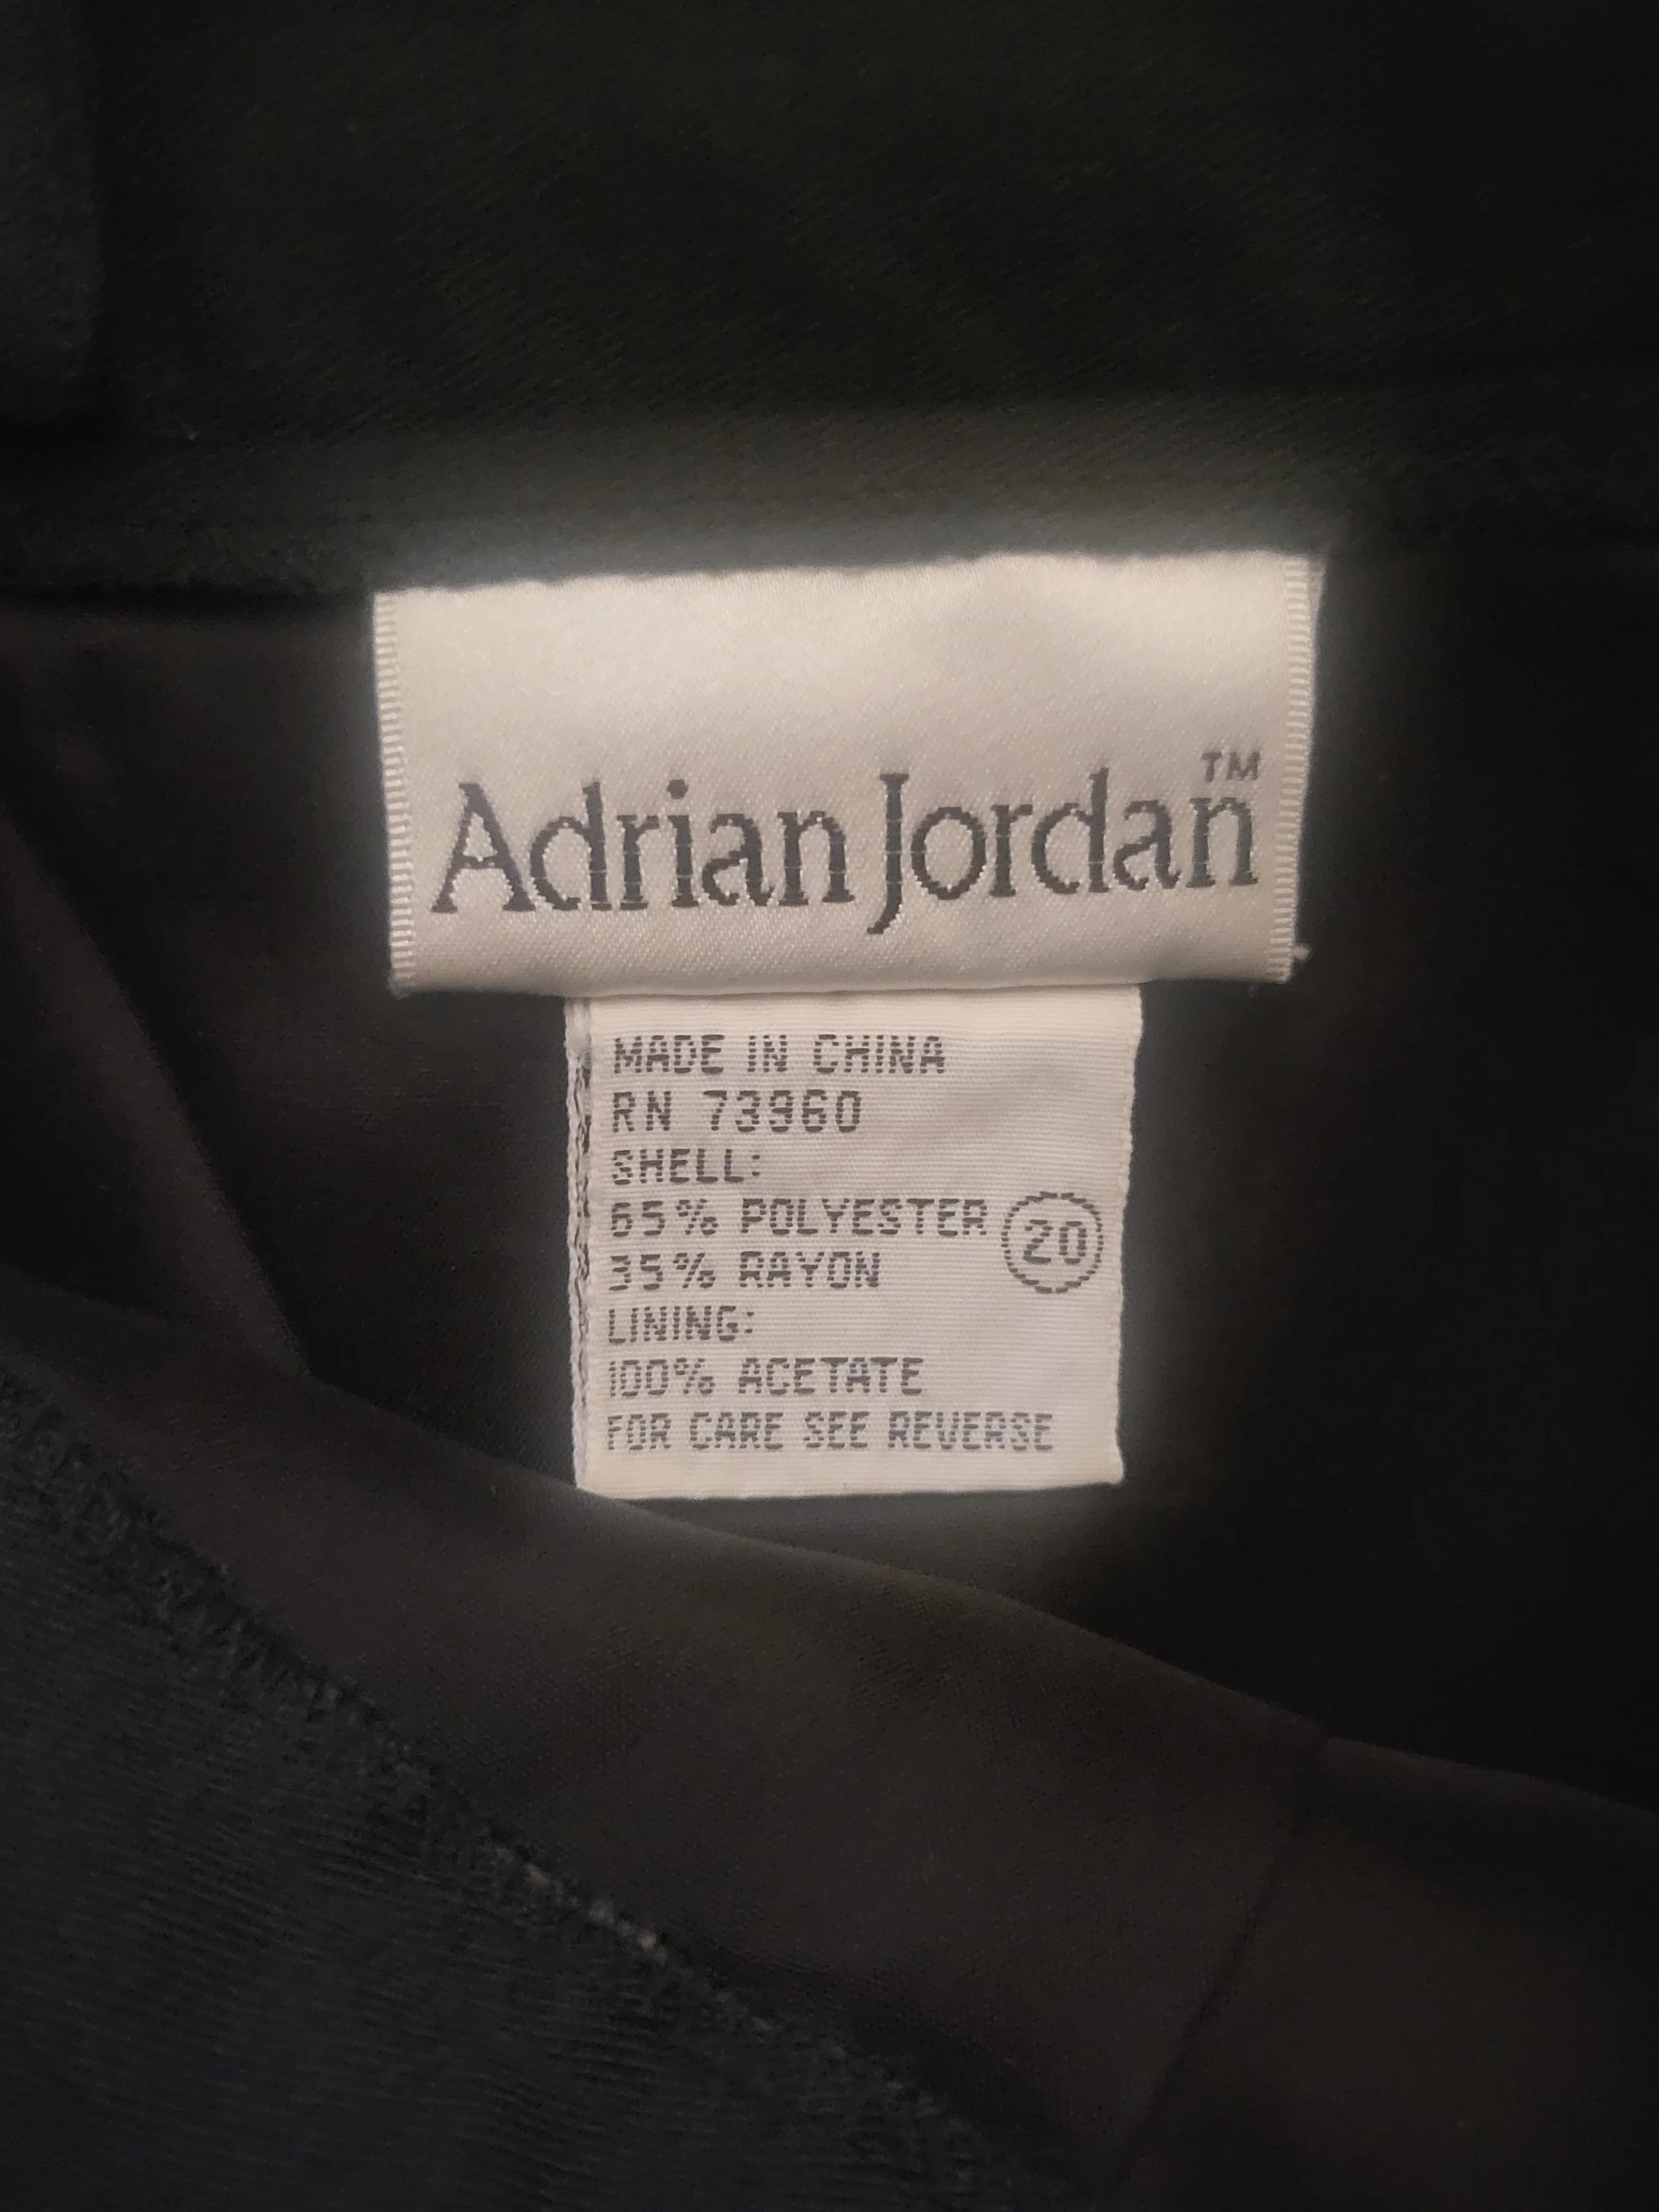 Adrian Jordan™
MADE IN CHINA
RN 73960
SHELL:
65% POLYESTER
35% RAYON
20
LINING:
100% ACETATE
FOR CARE SEE REVERSE